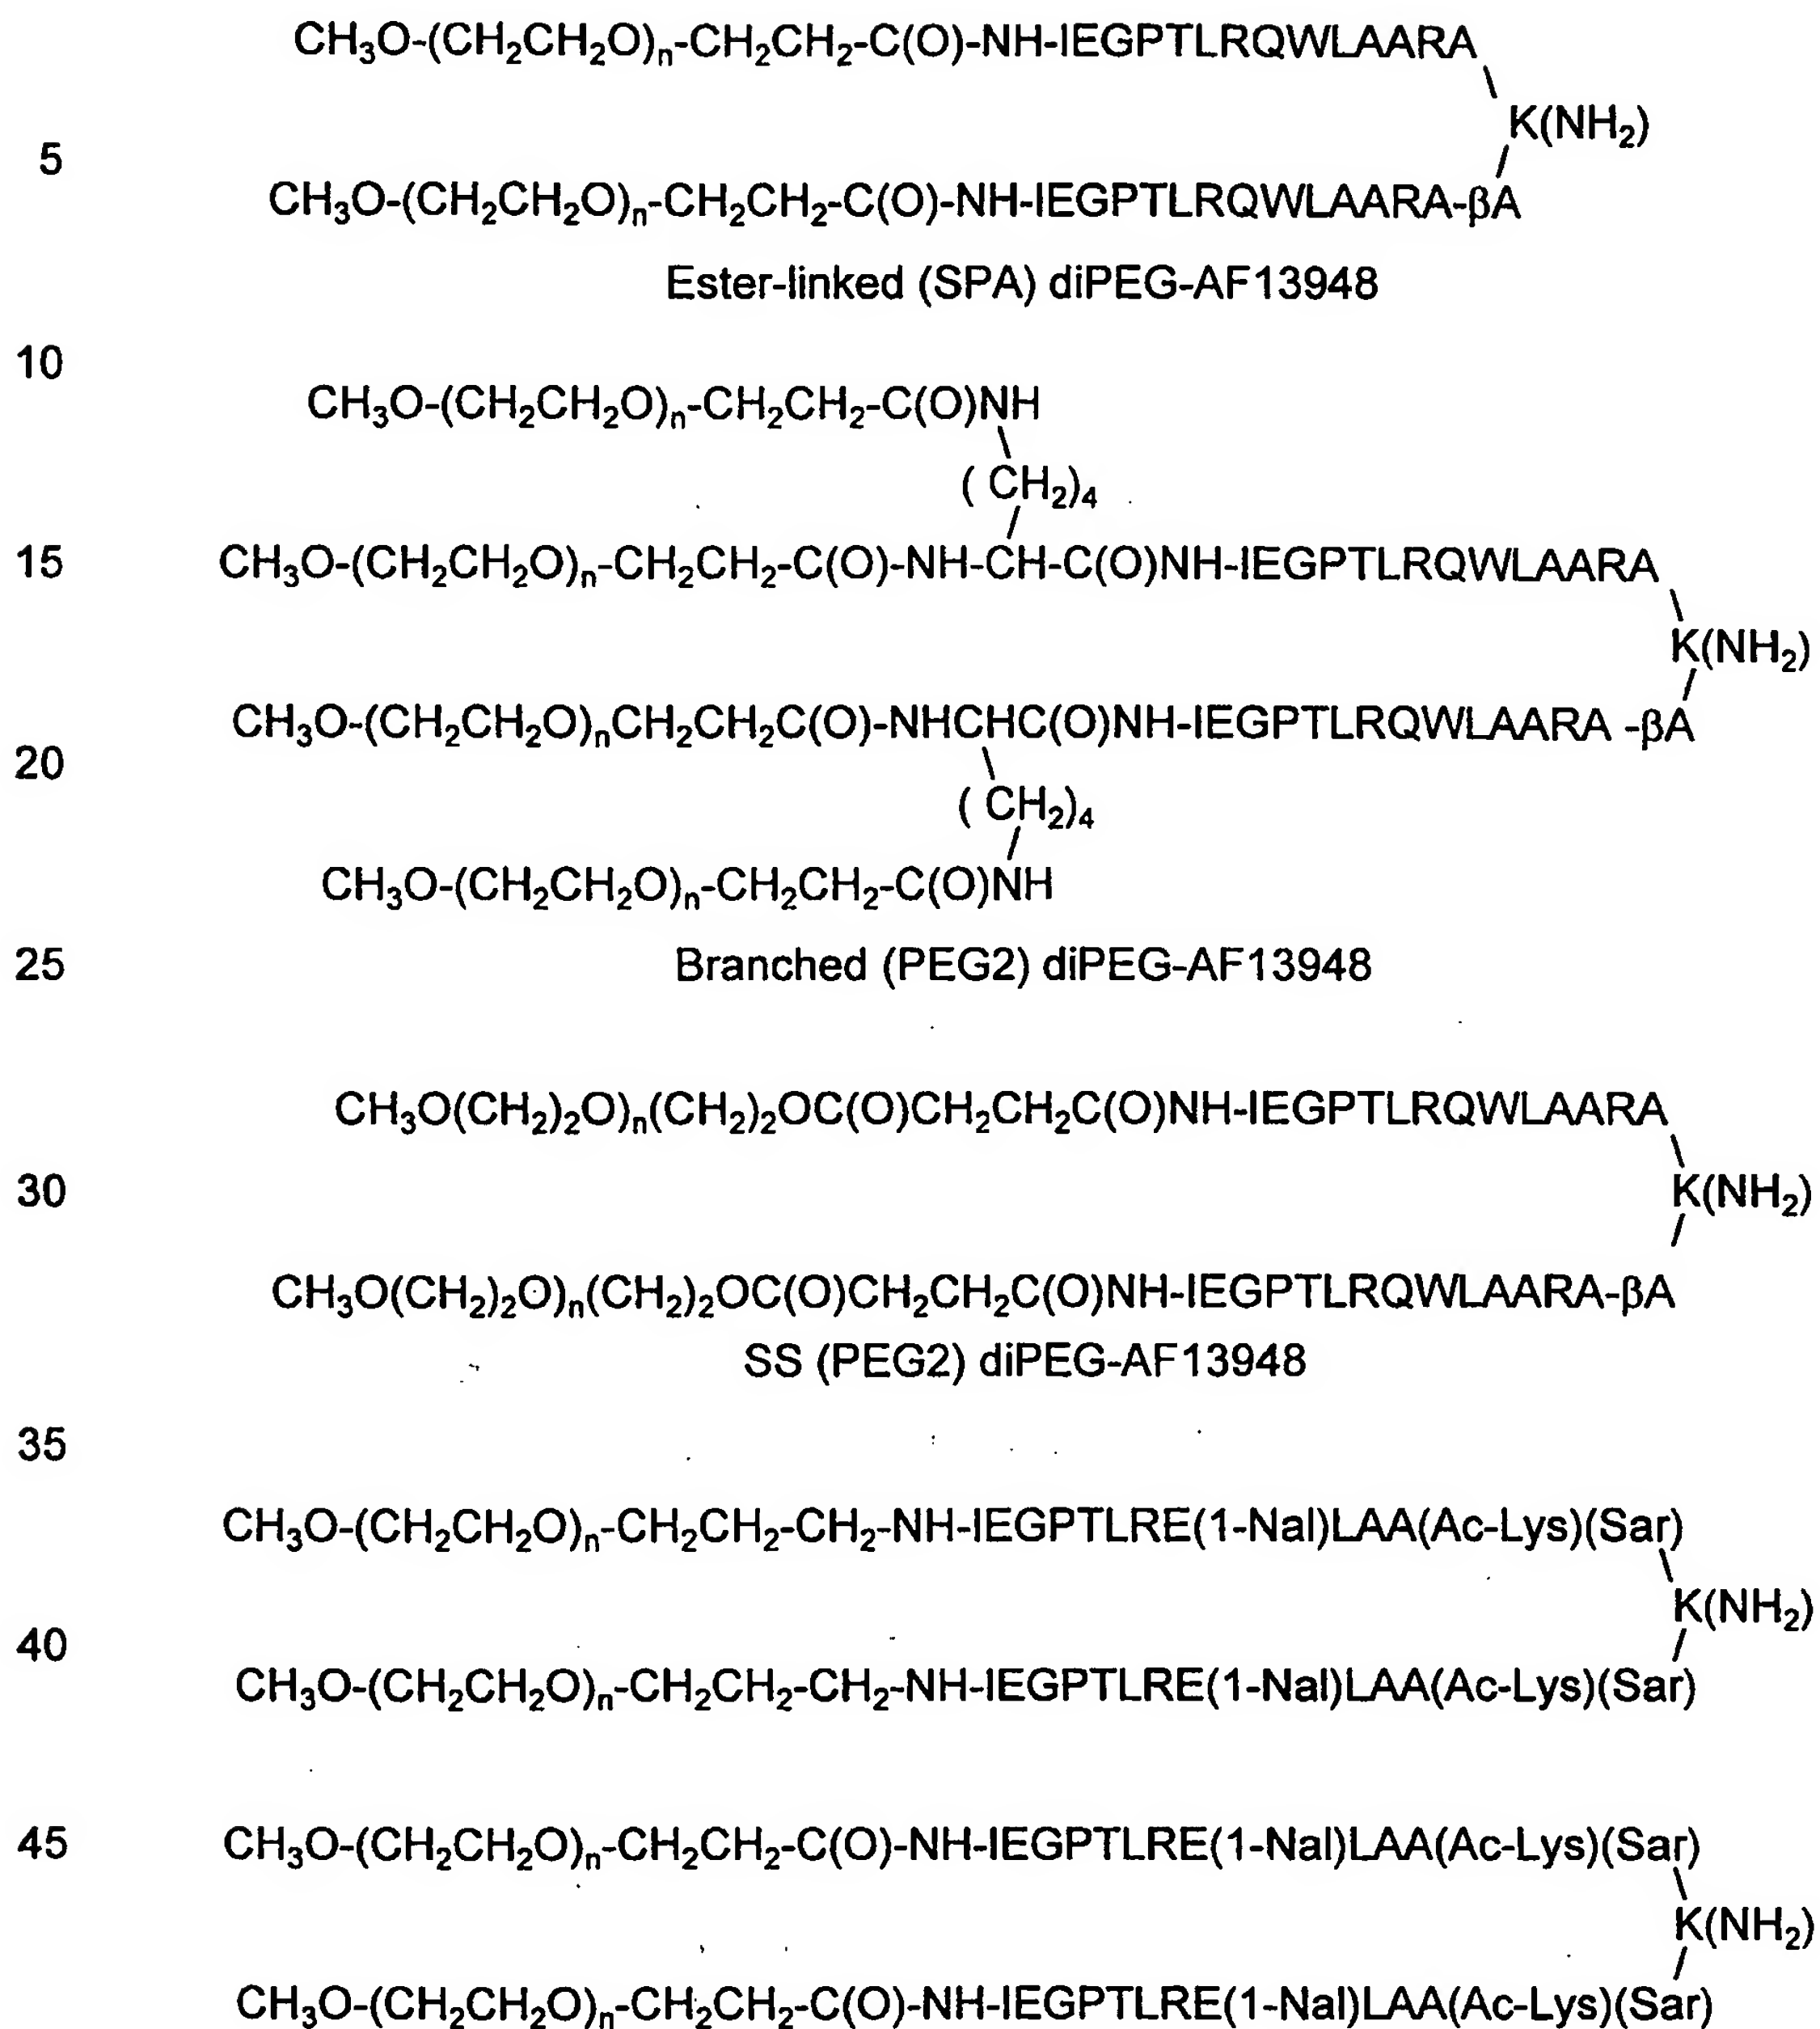 CH₃O-(CH₂CH₂O)ₙ-CH₂CH₂-C(O)-NH-IEGPTLRQWLAARA
\
K(NH₂)
5 /
CH₃O-(CH₂CH₂O)ₙ-CH₂CH₂-C(O)-NH-IEGPTLRQWLAARA-βA
Ester-linked (SPA) diPEG-AF13948
10
CH₃O-(CH₂CH₂O)ₙ-CH₂CH₂-C(O)NH
\
( CH₂)₄
/
15 CH₃O-(CH₂CH₂O)ₙ-CH₂CH₂-C(O)-NH-CH-C(O)NH-IEGPTLRQWLAARA
\
K(NH₂)
/
CH₃O-(CH₂CH₂O)ₙCH₂CH₂C(O)-NHCHC(O)NH-IEGPTLRQWLAARA -βA
20 \
( CH₂)₄
/
CH₃O-(CH₂CH₂O)ₙ-CH₂CH₂-C(O)NH
25 Branched (PEG2) diPEG-AF13948
CH₃O(CH₂)₂O)ₙ(CH₂)₂OC(O)CH₂CH₂C(O)NH-IEGPTLRQWLAARA
\
30 K(NH₂)
/
CH₃O(CH₂)₂O)ₙ(CH₂)₂OC(O)CH₂CH₂C(O)NH-IEGPTLRQWLAARA-βA
SS (PEG2) diPEG-AF13948
35
CH₃O-(CH₂CH₂O)ₙ-CH₂CH₂-CH₂-NH-IEGPTLRE(1-Nal)LAA(Ac-Lys)(Sar)
\
K(NH₂)
40 /
CH₃O-(CH₂CH₂O)ₙ-CH₂CH₂-CH₂-NH-IEGPTLRE(1-Nal)LAA(Ac-Lys)(Sar)
45 CH₃O-(CH₂CH₂O)ₙ-CH₂CH₂-C(O)-NH-IEGPTLRE(1-Nal)LAA(Ac-Lys)(Sar)
\
K(NH₂)
/
CH₃O-(CH₂CH₂O)ₙ-CH₂CH₂-C(O)-NH-IEGPTLRE(1-Nal)LAA(Ac-Lys)(Sar)